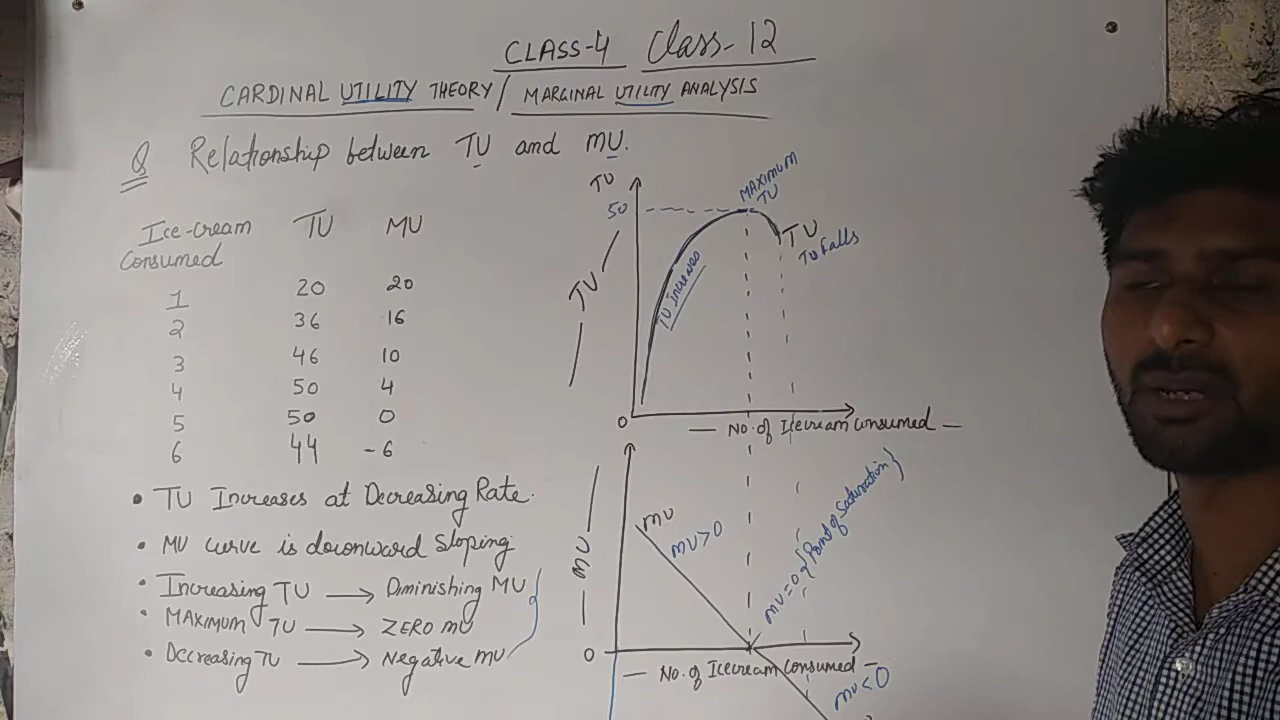 CLASS-4 Class-12
CARDINAL UTILITY THEORY / MARGINAL UTILITY ANALYSIS
Q Relationship between TU and MU.
Ice-cream Consumed TU MU
1 20 20
2 36 16
3 46 10
4 50 4
5 50 0
6 44 -6
• TU Increases at Decreasing Rate.
• MU curve is downward sloping
• Increasing TU → Diminishing MU
• MAXIMUM TU → ZERO MU
• Decreasing TU → Negative MU
TU
50
MAXIMUM
TU
TU
TU Falls
TU Increases
TU
0
No. of Icecream Consumed
MU
MU
MU>0
MU=0 {Point of Saturation}
0
No. of Icecream Consumed
MU<0